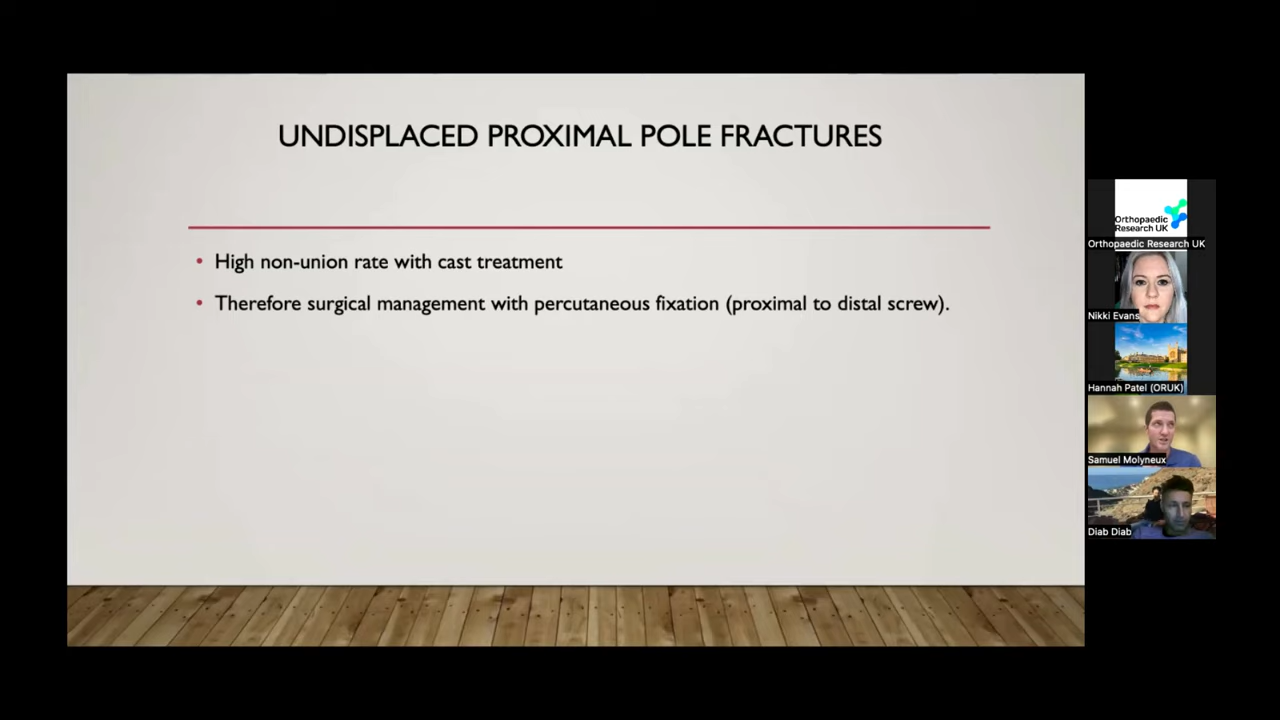 UNDISPLACED PROXIMAL POLE FRACTURES
• High non-union rate with cast treatment
• Therefore surgical management with percutaneous fixation (proximal to distal screw).
Orthopaedic
Research UK
Orthopaedic Research UK
Nikki Evans
Hannah Patel (ORUK)
Samuel Molyneux
Diab Diab